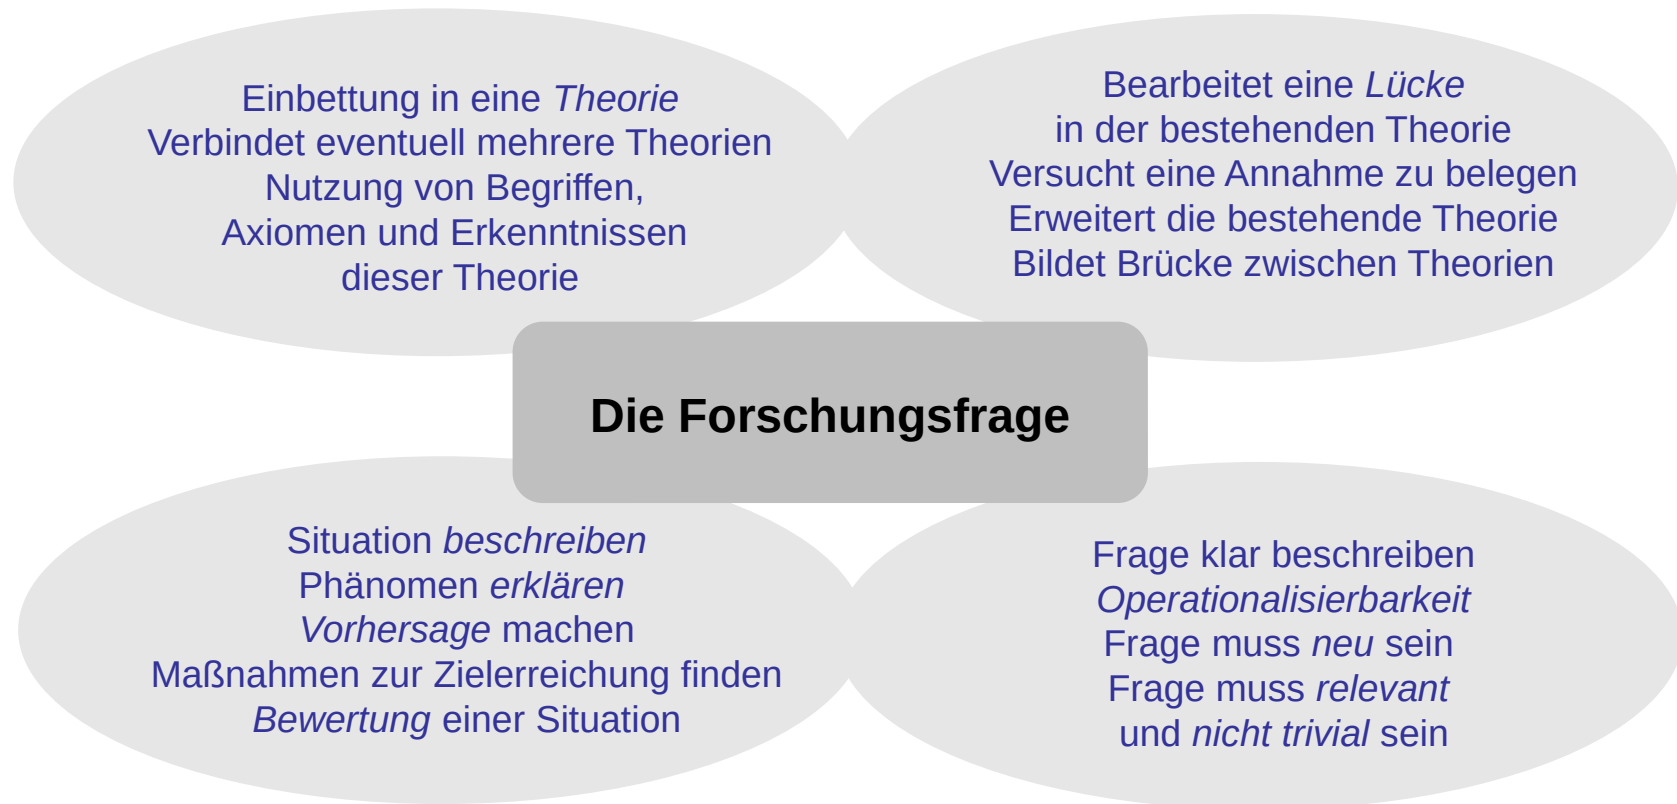 Einbettung in eine Theorie
Verbindet eventuell mehrere Theorien
Nutzung von Begriffen,
Axiomen und Erkenntnissen
dieser Theorie
Bearbeitet eine Lücke
in der bestehenden Theorie
Versucht eine Annahme zu belegen
Erweitert die bestehende Theorie
Bildet Brücke zwischen Theorien
Die Forschungsfrage
Situation beschreiben
Phänomen erklären
Vorhersage machen
Maßnahmen zur Zielerreichung finden
Bewertung einer Situation
Frage klar beschreiben
Operationalisierbarkeit
Frage muss neu sein
Frage muss relevant
und nicht trivial sein